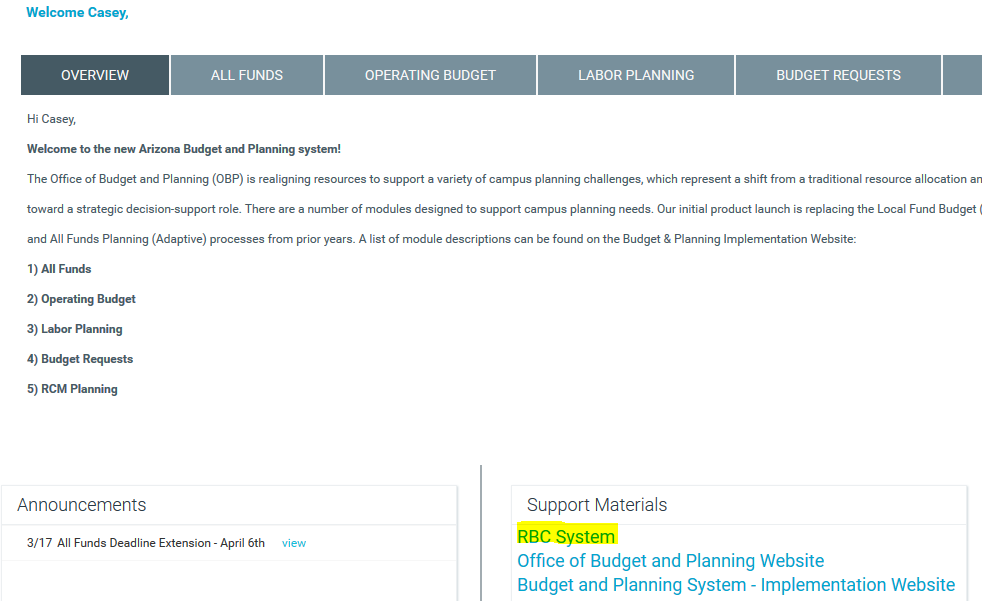 Welcome Casey,
OVERVIEW ALL FUNDS OPERATING BUDGET LABOR PLANNING BUDGET REQUESTS
Hi Casey,
Welcome to the new Arizona Budget and Planning system!
The Office of Budget and Planning (OBP) is realigning resources to support a variety of campus planning challenges, which represent a shift from a traditional resource allocation an
toward a strategic decision-support role. There are a number of modules designed to support campus planning needs. Our initial product launch is replacing the Local Fund Budget (
and All Funds Planning (Adaptive) processes from prior years. A list of module descriptions can be found on the Budget & Planning Implementation Website:
1) All Funds
2) Operating Budget
3) Labor Planning
4) Budget Requests
5) RCM Planning
Announcements
3/17 All Funds Deadline Extension - April 6th view
Support Materials
RBC System
Office of Budget and Planning Website
Budget and Planning System - Implementation Website